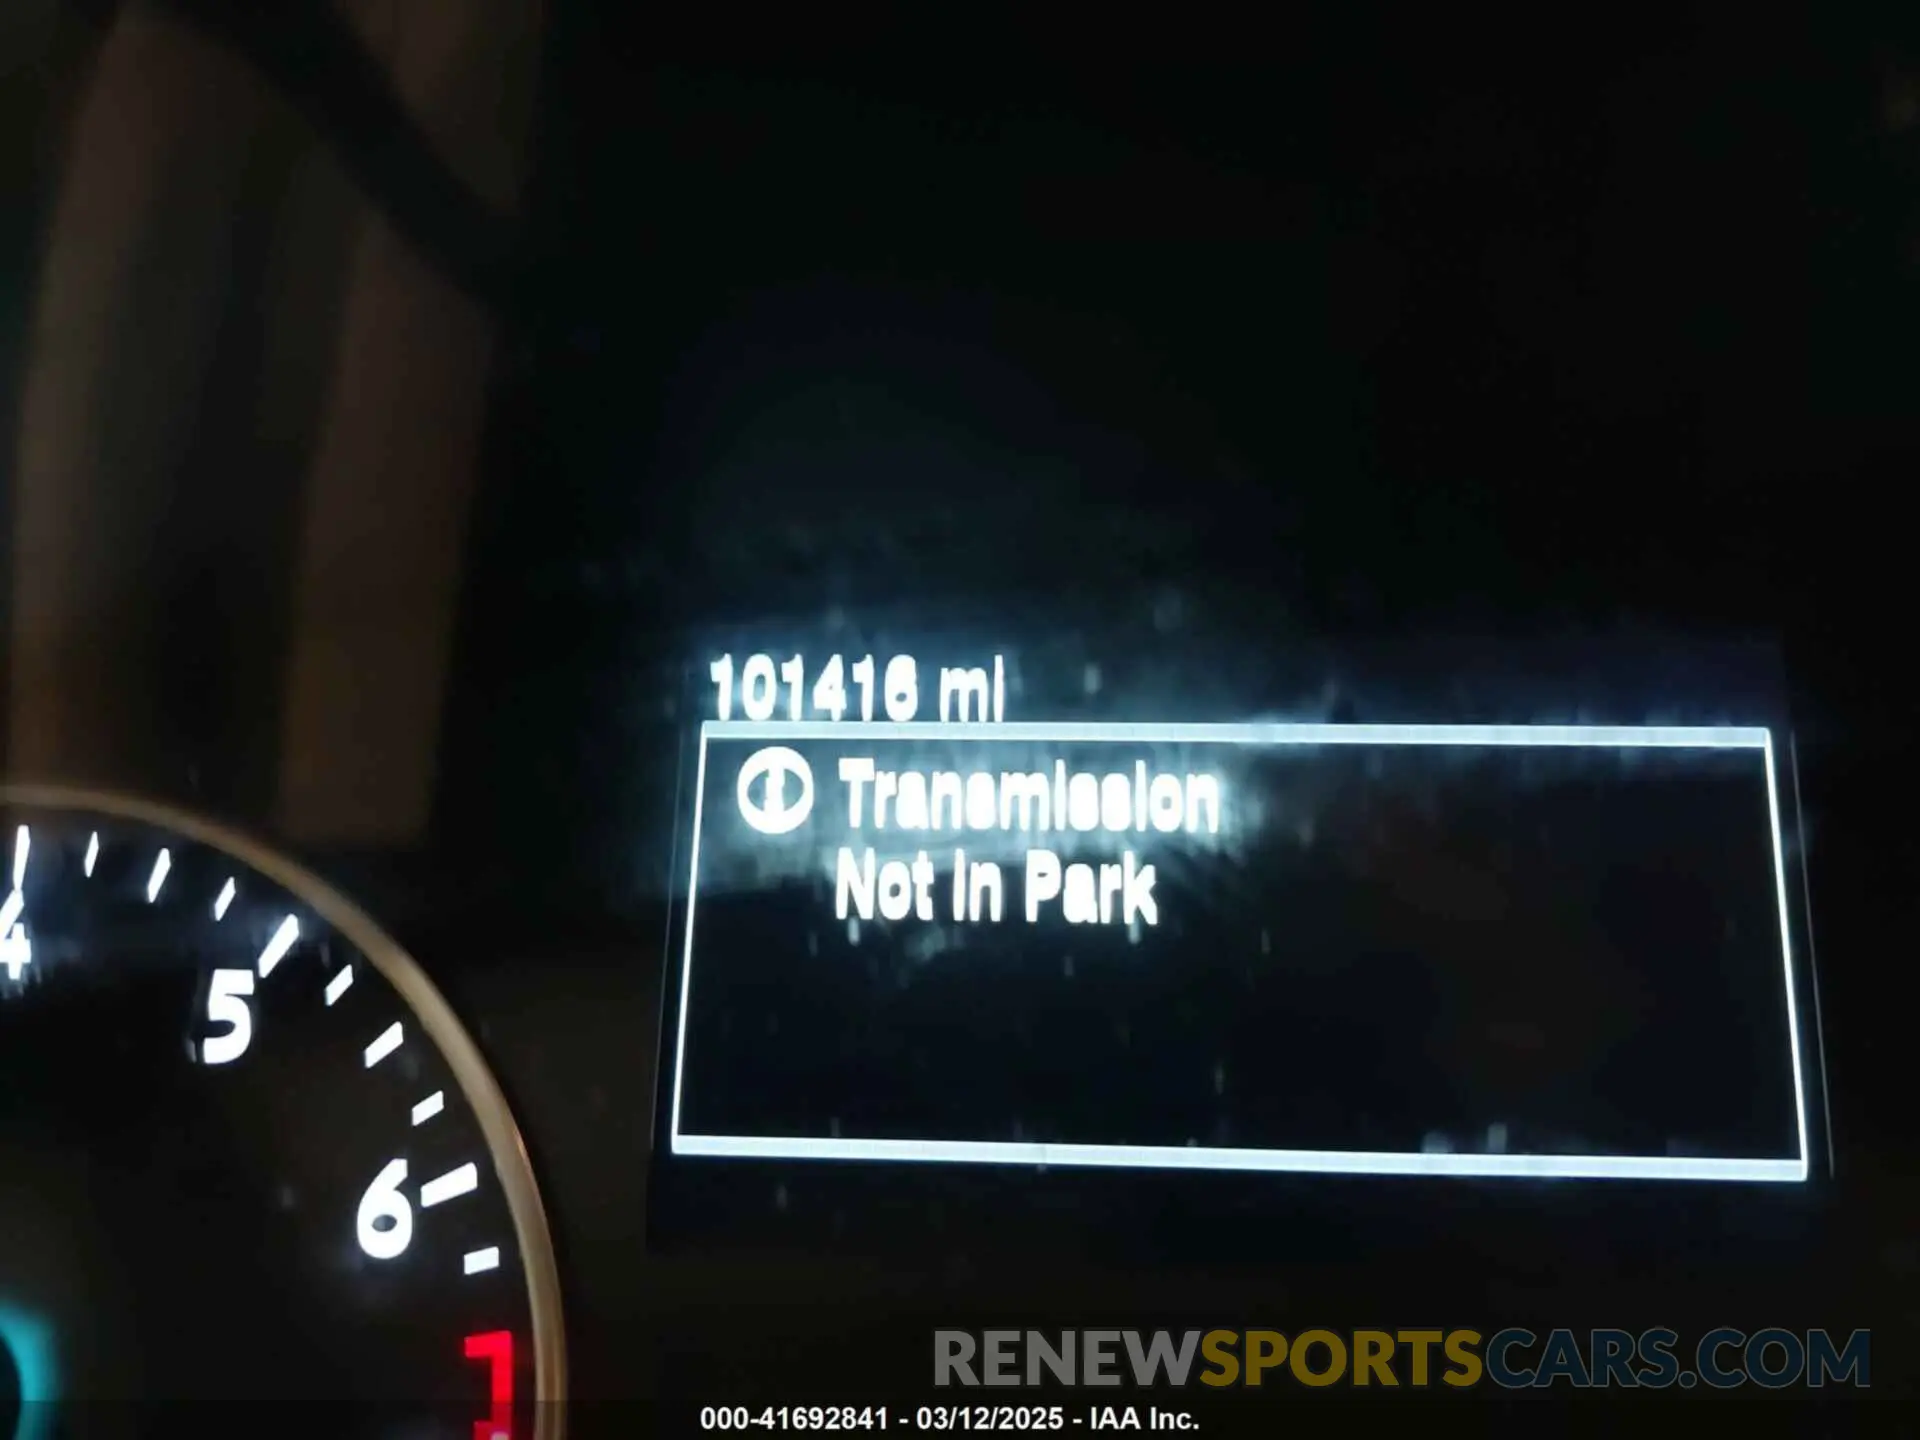 101416 mi
Transmission
Not in Park
4
5
6
7
RENEWSPORTSCARS.COM
000-41692841 - 03/12/2025 - IAA Inc.